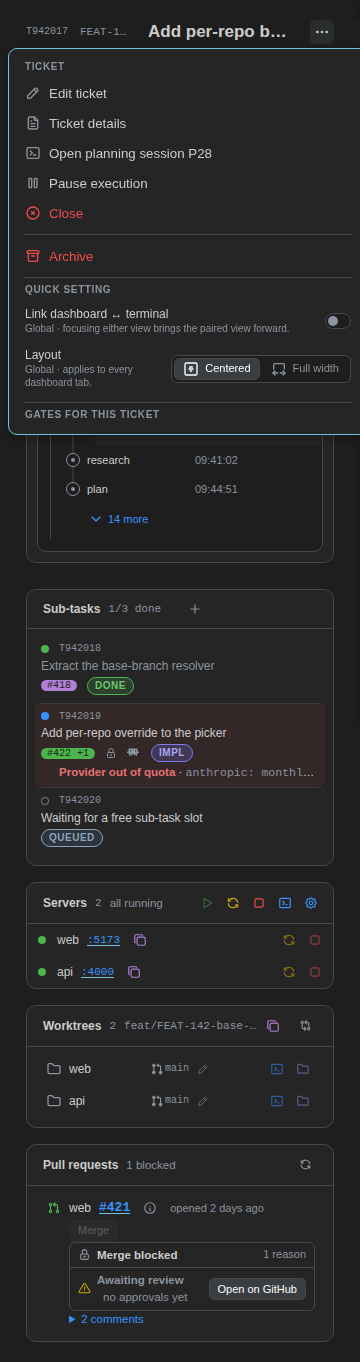 T942017 FEAT-1… Add per-repo b…
TICKET
Edit ticket
Ticket details
Open planning session P28
Pause execution
Close
Archive
QUICK SETTING
Link dashboard ↔ terminal
Global · focusing either view brings the paired view forward.
Layout
Global · applies to every
dashboard tab.
Centered Full width
GATES FOR THIS TICKET
research 09:41:02
plan 09:44:51
14 more
Sub-tasks 1/3 done
T942018
Extract the base-branch resolver
#418 DONE
T942019
Add per-repo override to the picker
#422 +1 IMPL
Provider out of quota · anthropic: monthl…
T942020
Waiting for a free sub-task slot
QUEUED
Servers 2 all running
web :5173
api :4000
Worktrees 2 feat/FEAT-142-base-…
web main
api main
Pull requests 1 blocked
web #421 opened 2 days ago
Merge
Merge blocked 1 reason
Awaiting review
no approvals yet
Open on GitHub
2 comments